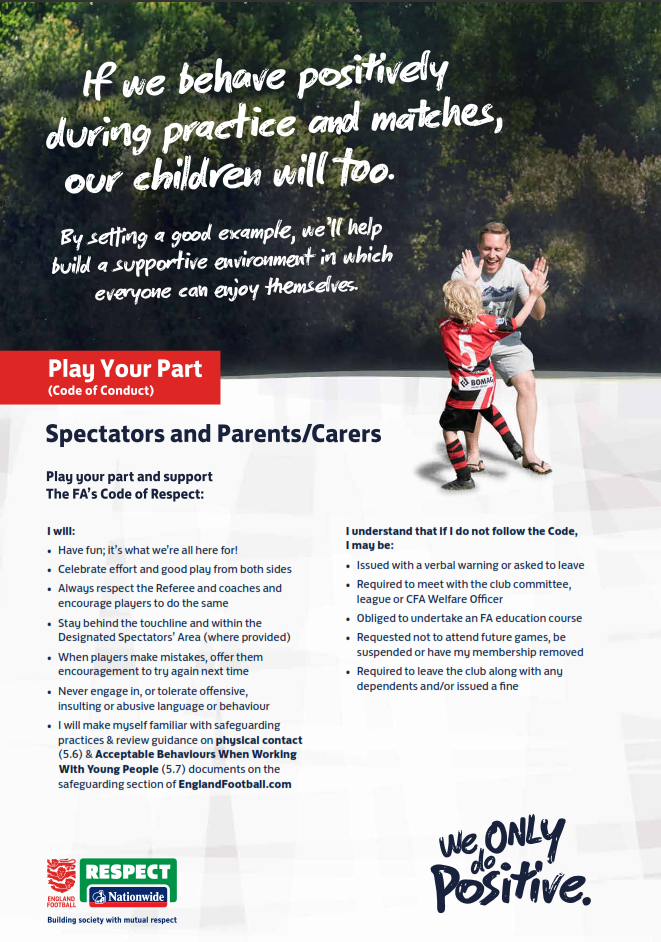 If we behave positively
during practice and matches,
our children will too.
By setting a good example, we'll help
build a supportive environment in which
everyone can enjoy themselves.
5
BOMAG
Play Your Part
(Code of Conduct)
Spectators and Parents/Carers
Play your part and support
The FA's Code of Respect:
I will:
• Have fun; it's what we're all here for!
• Celebrate effort and good play from both sides
• Always respect the Referee and coaches and
encourage players to do the same
• Stay behind the touchline and within the
Designated Spectators' Area (where provided)
• When players make mistakes, offer them
encouragement to try again next time
• Never engage in, or tolerate offensive,
insulting or abusive language or behaviour
• I will make myself familiar with safeguarding
practices & review guidance on physical contact
(5.6) & Acceptable Behaviours When Working
With Young People (5.7) documents on the
safeguarding section of EnglandFootball.com
I understand that if I do not follow the Code,
I may be:
• Issued with a verbal warning or asked to leave
• Required to meet with the club committee,
league or CFA Welfare Officer
• Obliged to undertake an FA education course
• Requested not to attend future games, be
suspended or have my membership removed
• Required to leave the club along with any
dependents and/or issued a fine
ENGLAND
FOOTBALL
RESPECT
Nationwide
Building society with mutual respect
We ONLY
do
Positive.